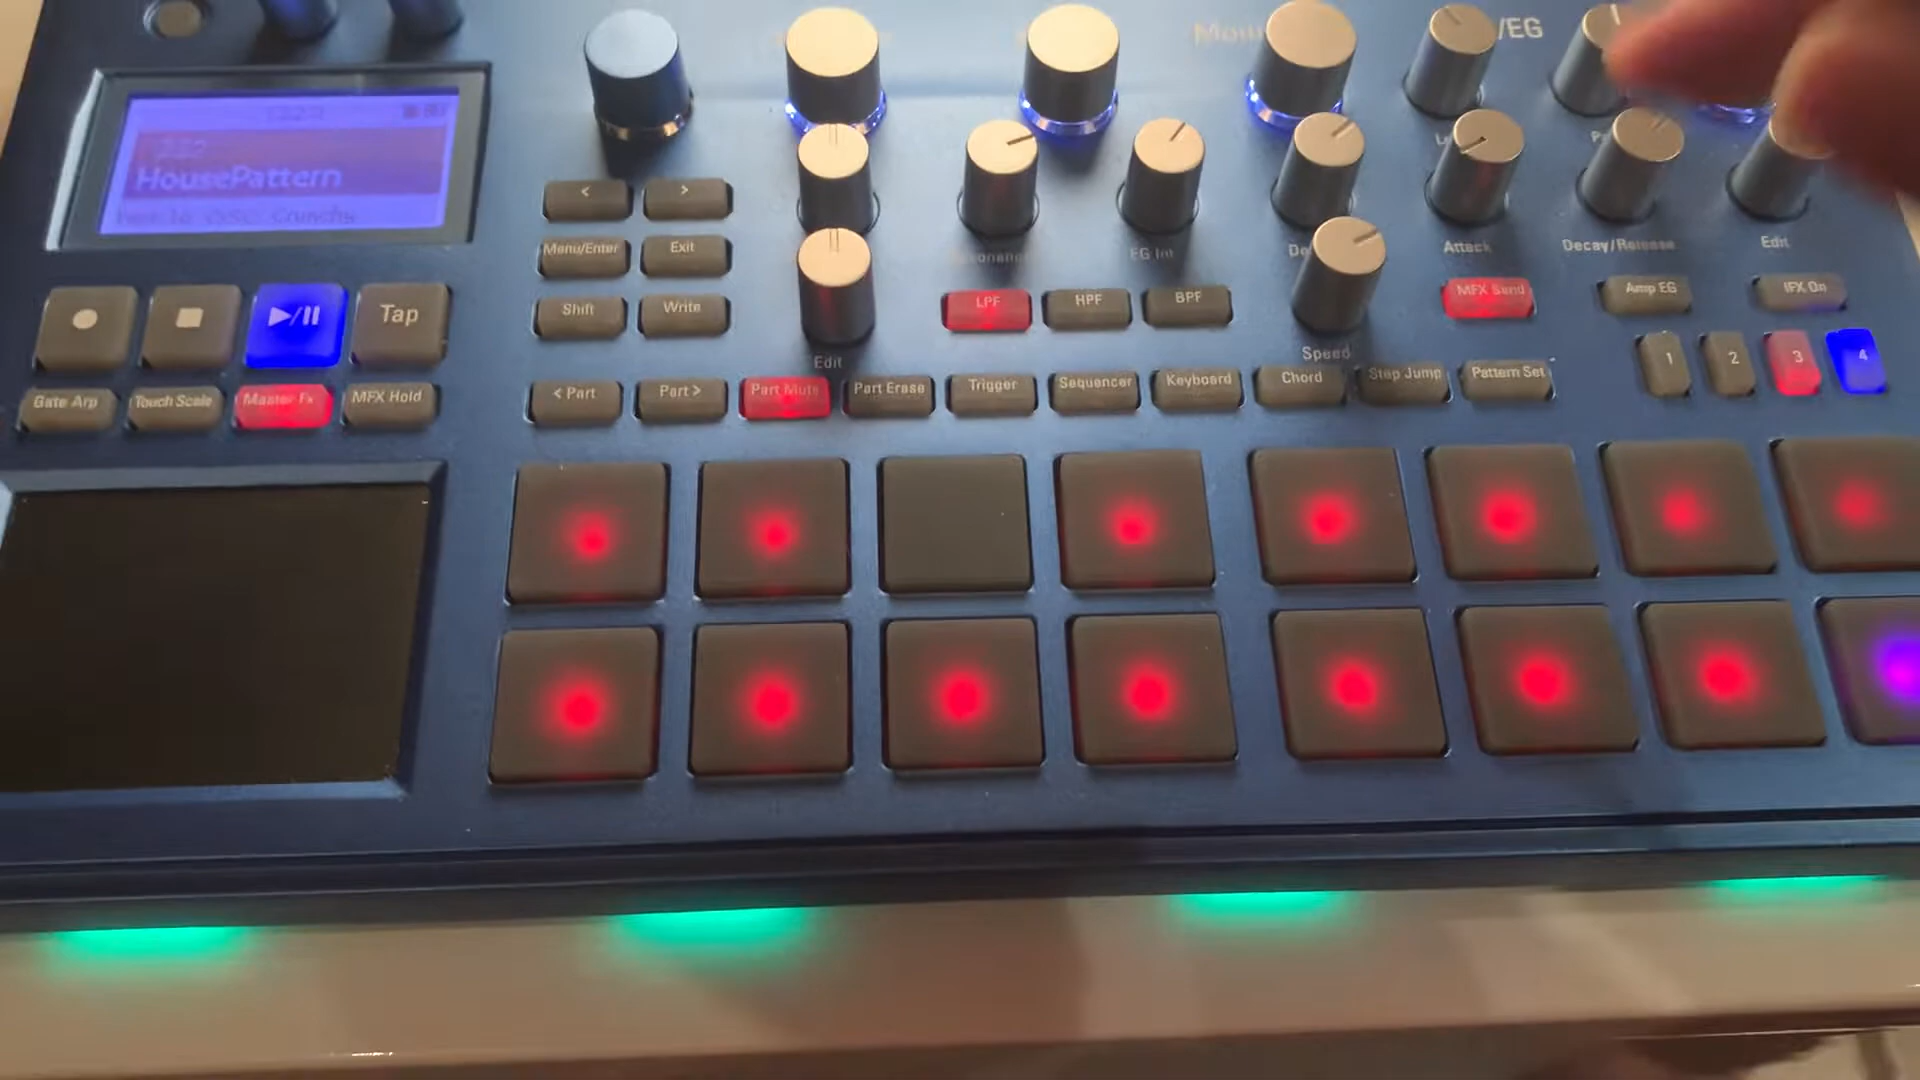 /EG
HousePattern
Crunchy
<
>
Menu/Enter
Exit
Shift
Write
Edit
EG Int
LPF
HPF
BPF
Speed
Attack
Decay/Release
Edit
MFX Send
Amp EG
IFX On
1
2
3
4
Tap
Gate Arp
Touch Scale
Master Fx
MFX Hold
< Part
Part >
Part Mute
Part Erase
Trigger
Sequencer
Keyboard
Chord
Step Jump
Pattern Set